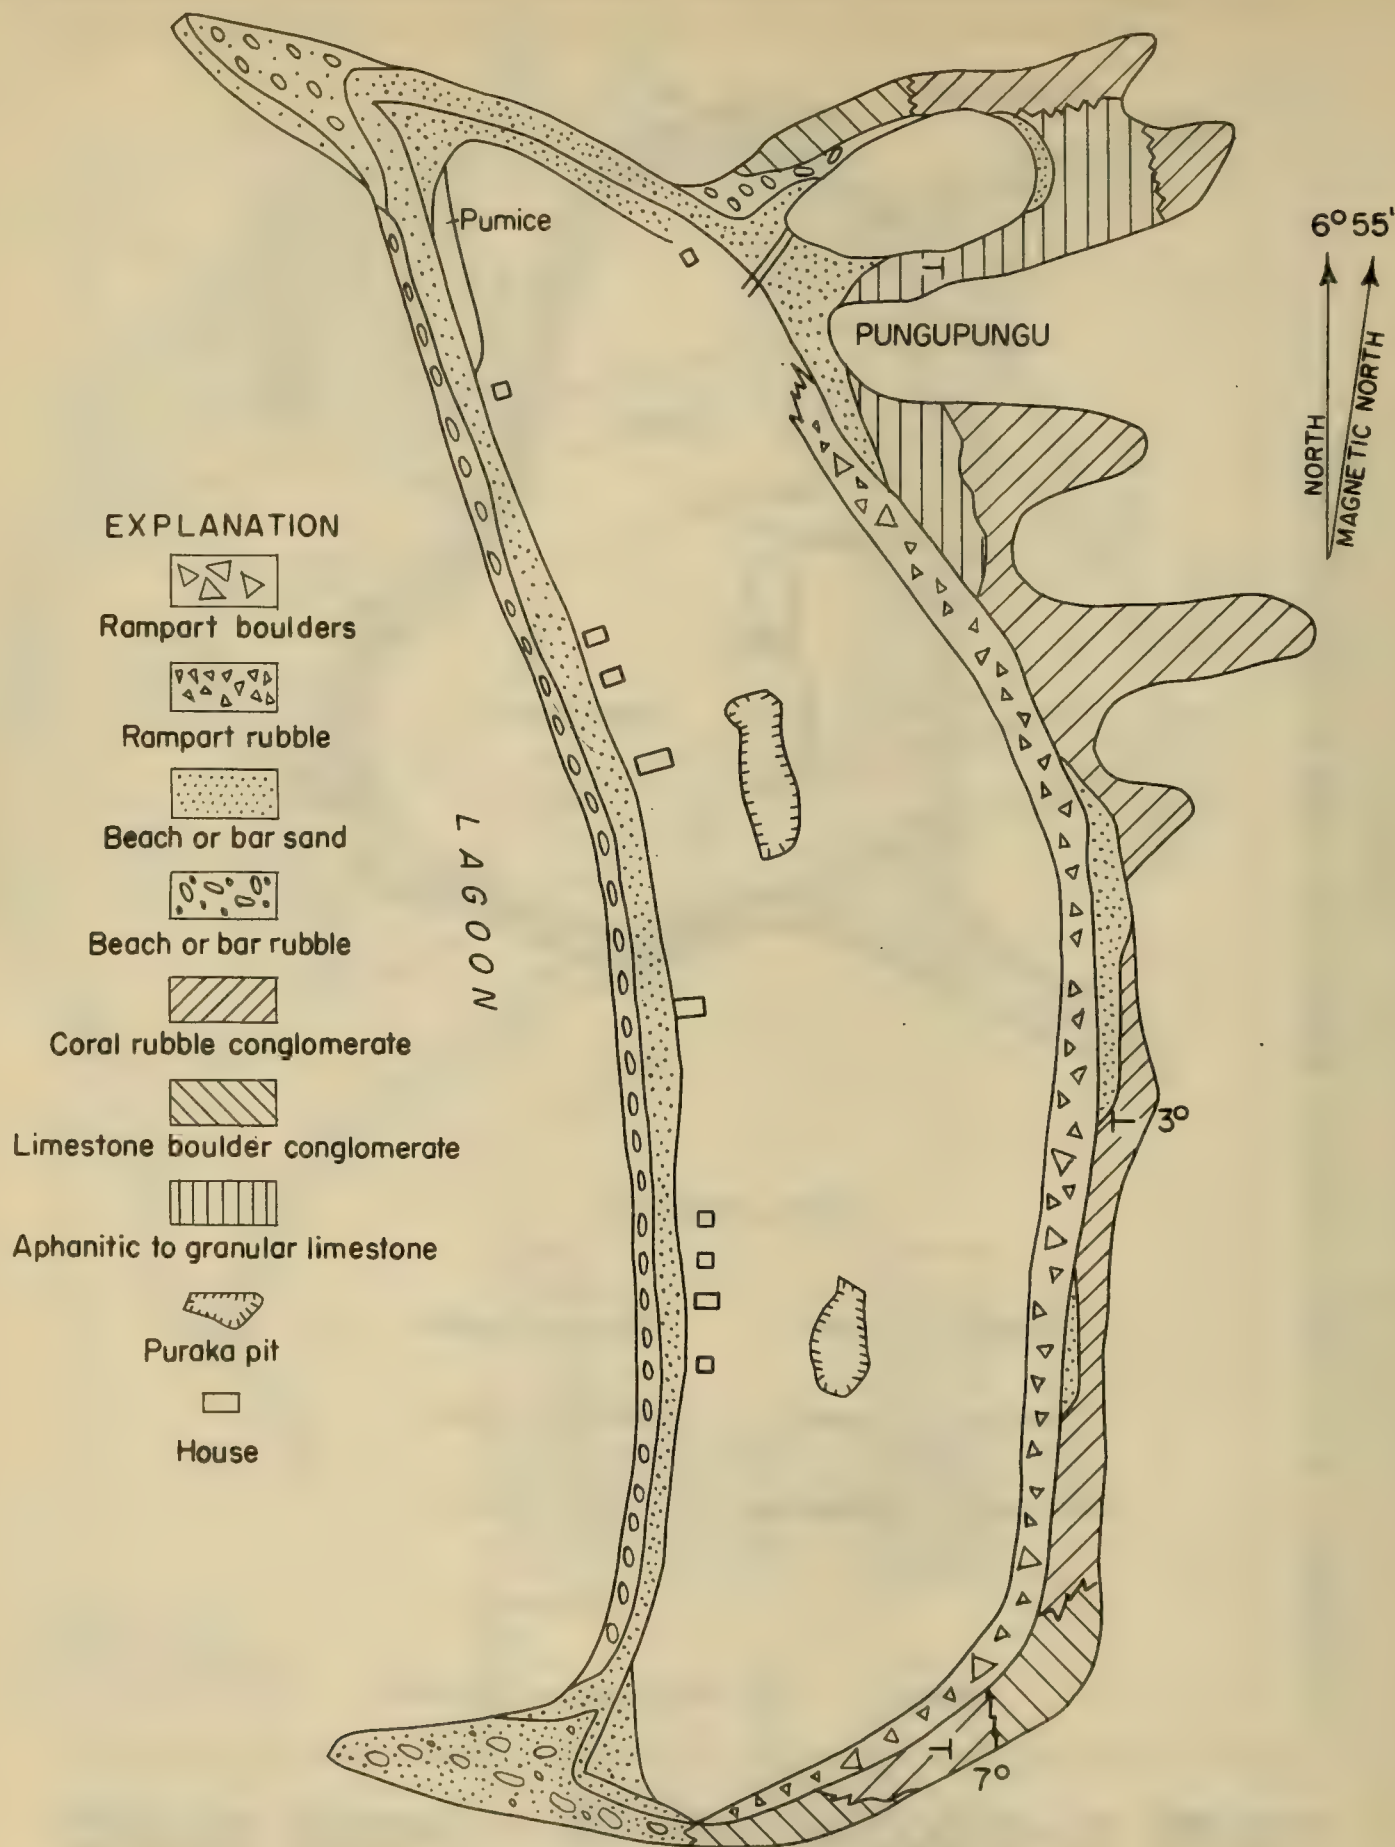 Pumice
6° 55'
PUNGUPUNGU
NORTH
MAGNETIC NORTH
EXPLANATION
Rampart boulders
Rampart rubble
Beach or bar sand
Beach or bar rubble
Coral rubble conglomerate
Limestone boulder conglomerate
Aphanitic to granular limestone
Puraka pit
House
LAGOON
3°
7°